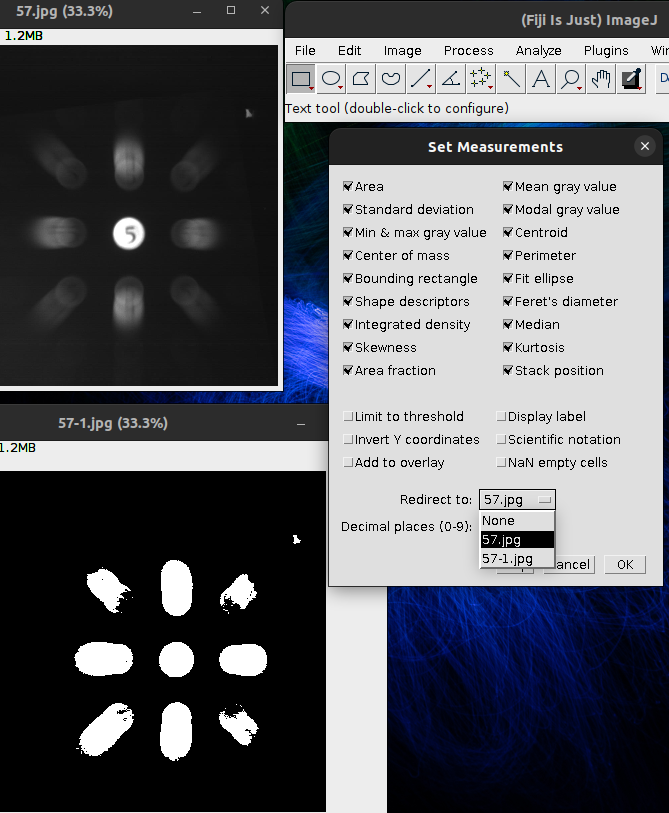 57.jpg (33.3%)
1.2MB
5
(Fiji Is Just) ImageJ
File Edit Image Process Analyze Plugins
Text tool (double-click to configure)
Set Measurements
Area Mean gray value
Standard deviation Modal gray value
Min & max gray value Centroid
Center of mass Perimeter
Bounding rectangle Fit ellipse
Shape descriptors Feret's diameter
Integrated density Median
Skewness Kurtosis
Area fraction Stack position
Limit to threshold Display label
Invert Y coordinates Scientific notation
Add to overlay NaN empty cells
Redirect to: 57.jpg
None
Decimal places (0-9): 57.jpg
57-1.jpg
OK
57-1.jpg (33.3%)
1.2MB